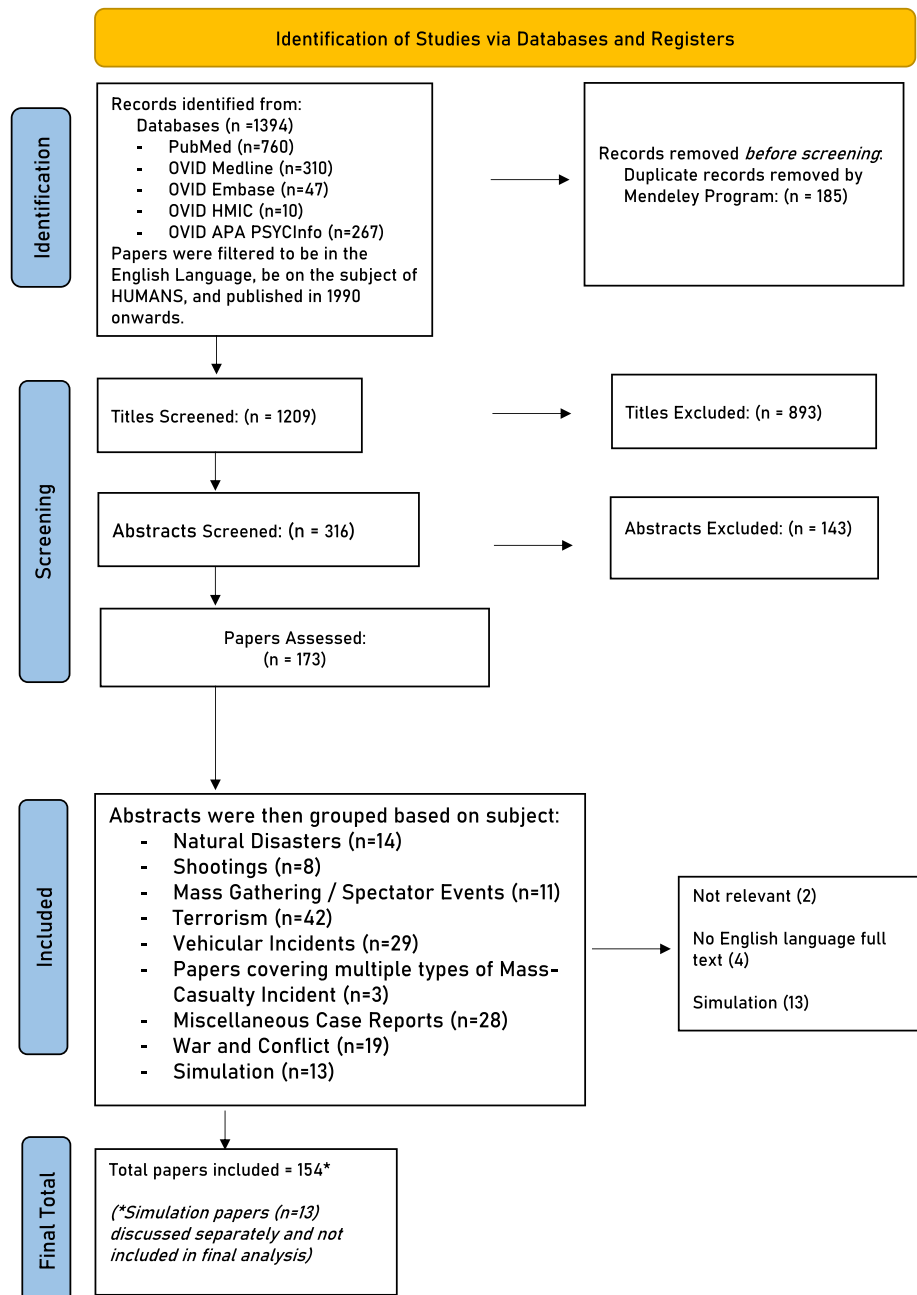 Identification of Studies via Databases and Registers
Identification
Records identified from:
Databases (n =1394)
- PubMed (n=760)
- OVID Medline (n=310)
- OVID Embase (n=47)
- OVID HMIC (n=10)
- OVID APA PSYCInfo (n=267)
Papers were filtered to be in the
English Language, be on the subject of
HUMANS, and published in 1990
onwards.
Records removed before screening:
Duplicate records removed by
Mendeley Program: (n = 185)
Screening
Titles Screened: (n = 1209)
Titles Excluded: (n = 893)
Abstracts Screened: (n = 316)
Abstracts Excluded: (n = 143)
Papers Assessed:
(n = 173)
Included
Abstracts were then grouped based on subject:
- Natural Disasters (n=14)
- Shootings (n=8)
- Mass Gathering / Spectator Events (n=11)
- Terrorism (n=42)
- Vehicular Incidents (n=29)
- Papers covering multiple types of Mass-
Casualty Incident (n=3)
- Miscellaneous Case Reports (n=28)
- War and Conflict (n=19)
- Simulation (n=13)
Not relevant (2)
No English language full
text (4)
Simulation (13)
Final Total
Total papers included = 154*
(*Simulation papers (n=13)
discussed separately and not
included in final analysis)